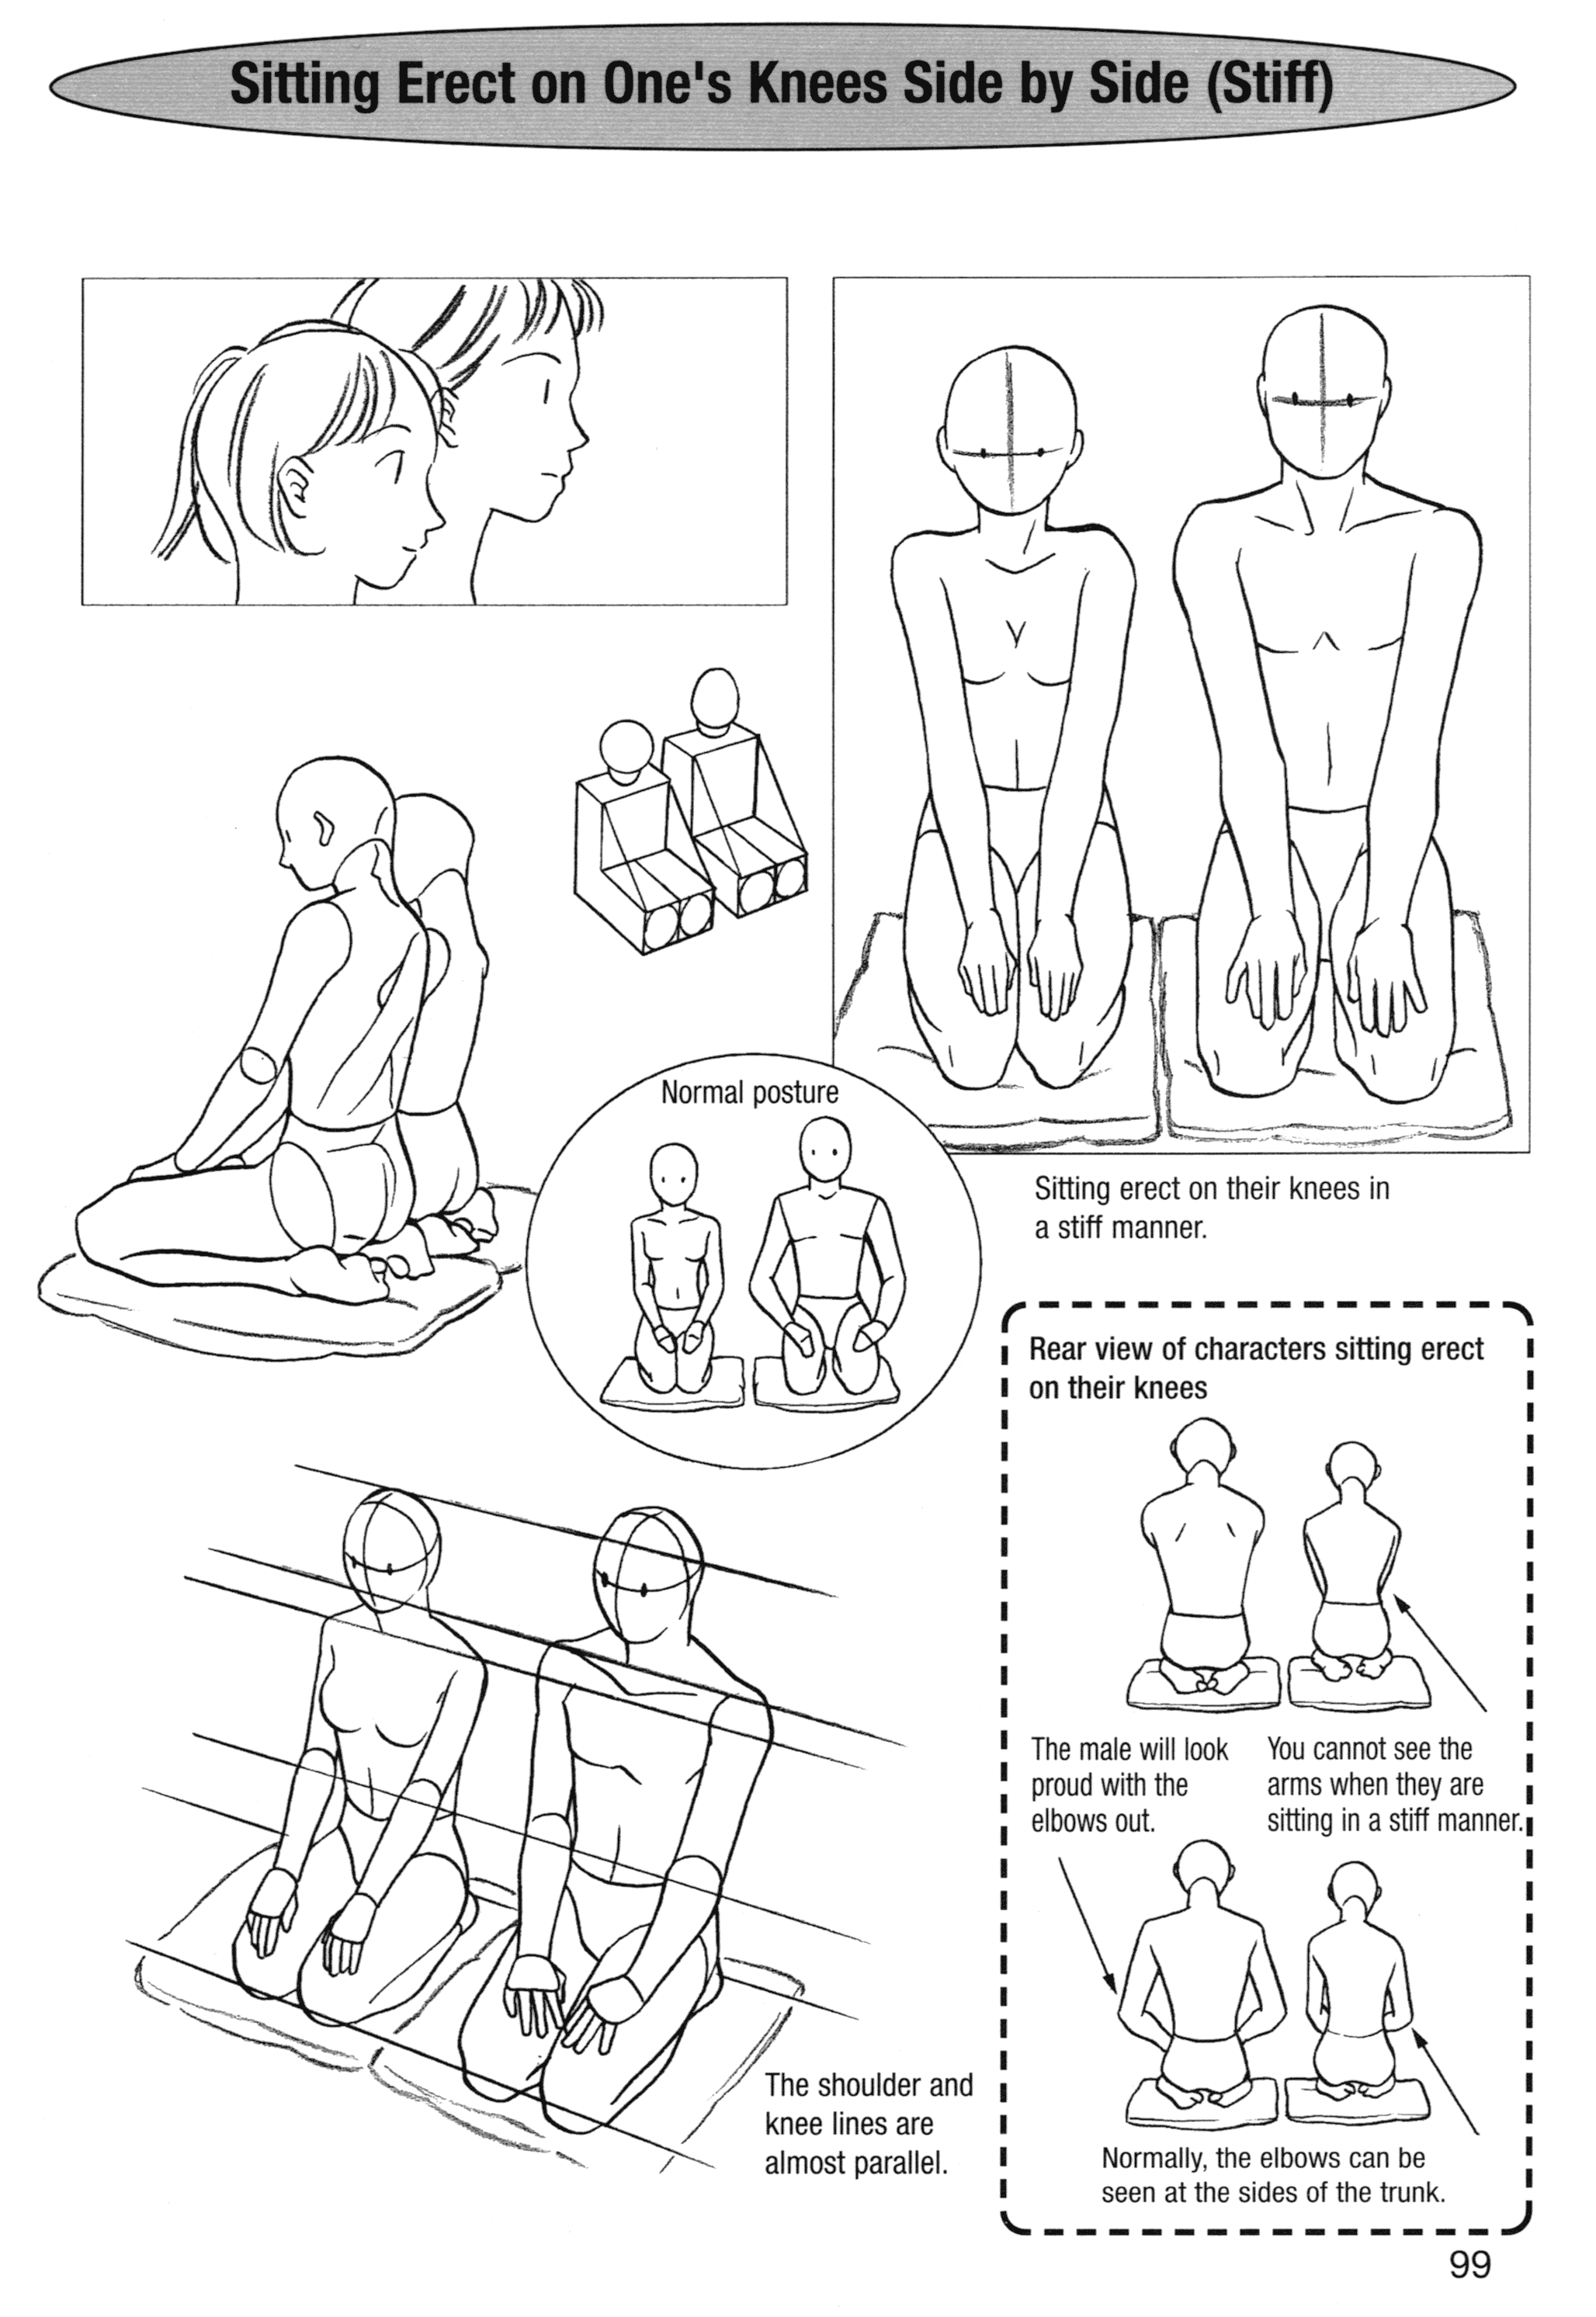 Sitting Erect on One's Knees Side by Side (Stiff)
Normal posture
Sitting erect on their knees in
a stiff manner.
Rear view of characters sitting erect
on their knees
The male will look
proud with the
elbows out.
You cannot see the
arms when they are
sitting in a stiff manner.
The shoulder and
knee lines are
almost parallel.
Normally, the elbows can be
seen at the sides of the trunk.
99